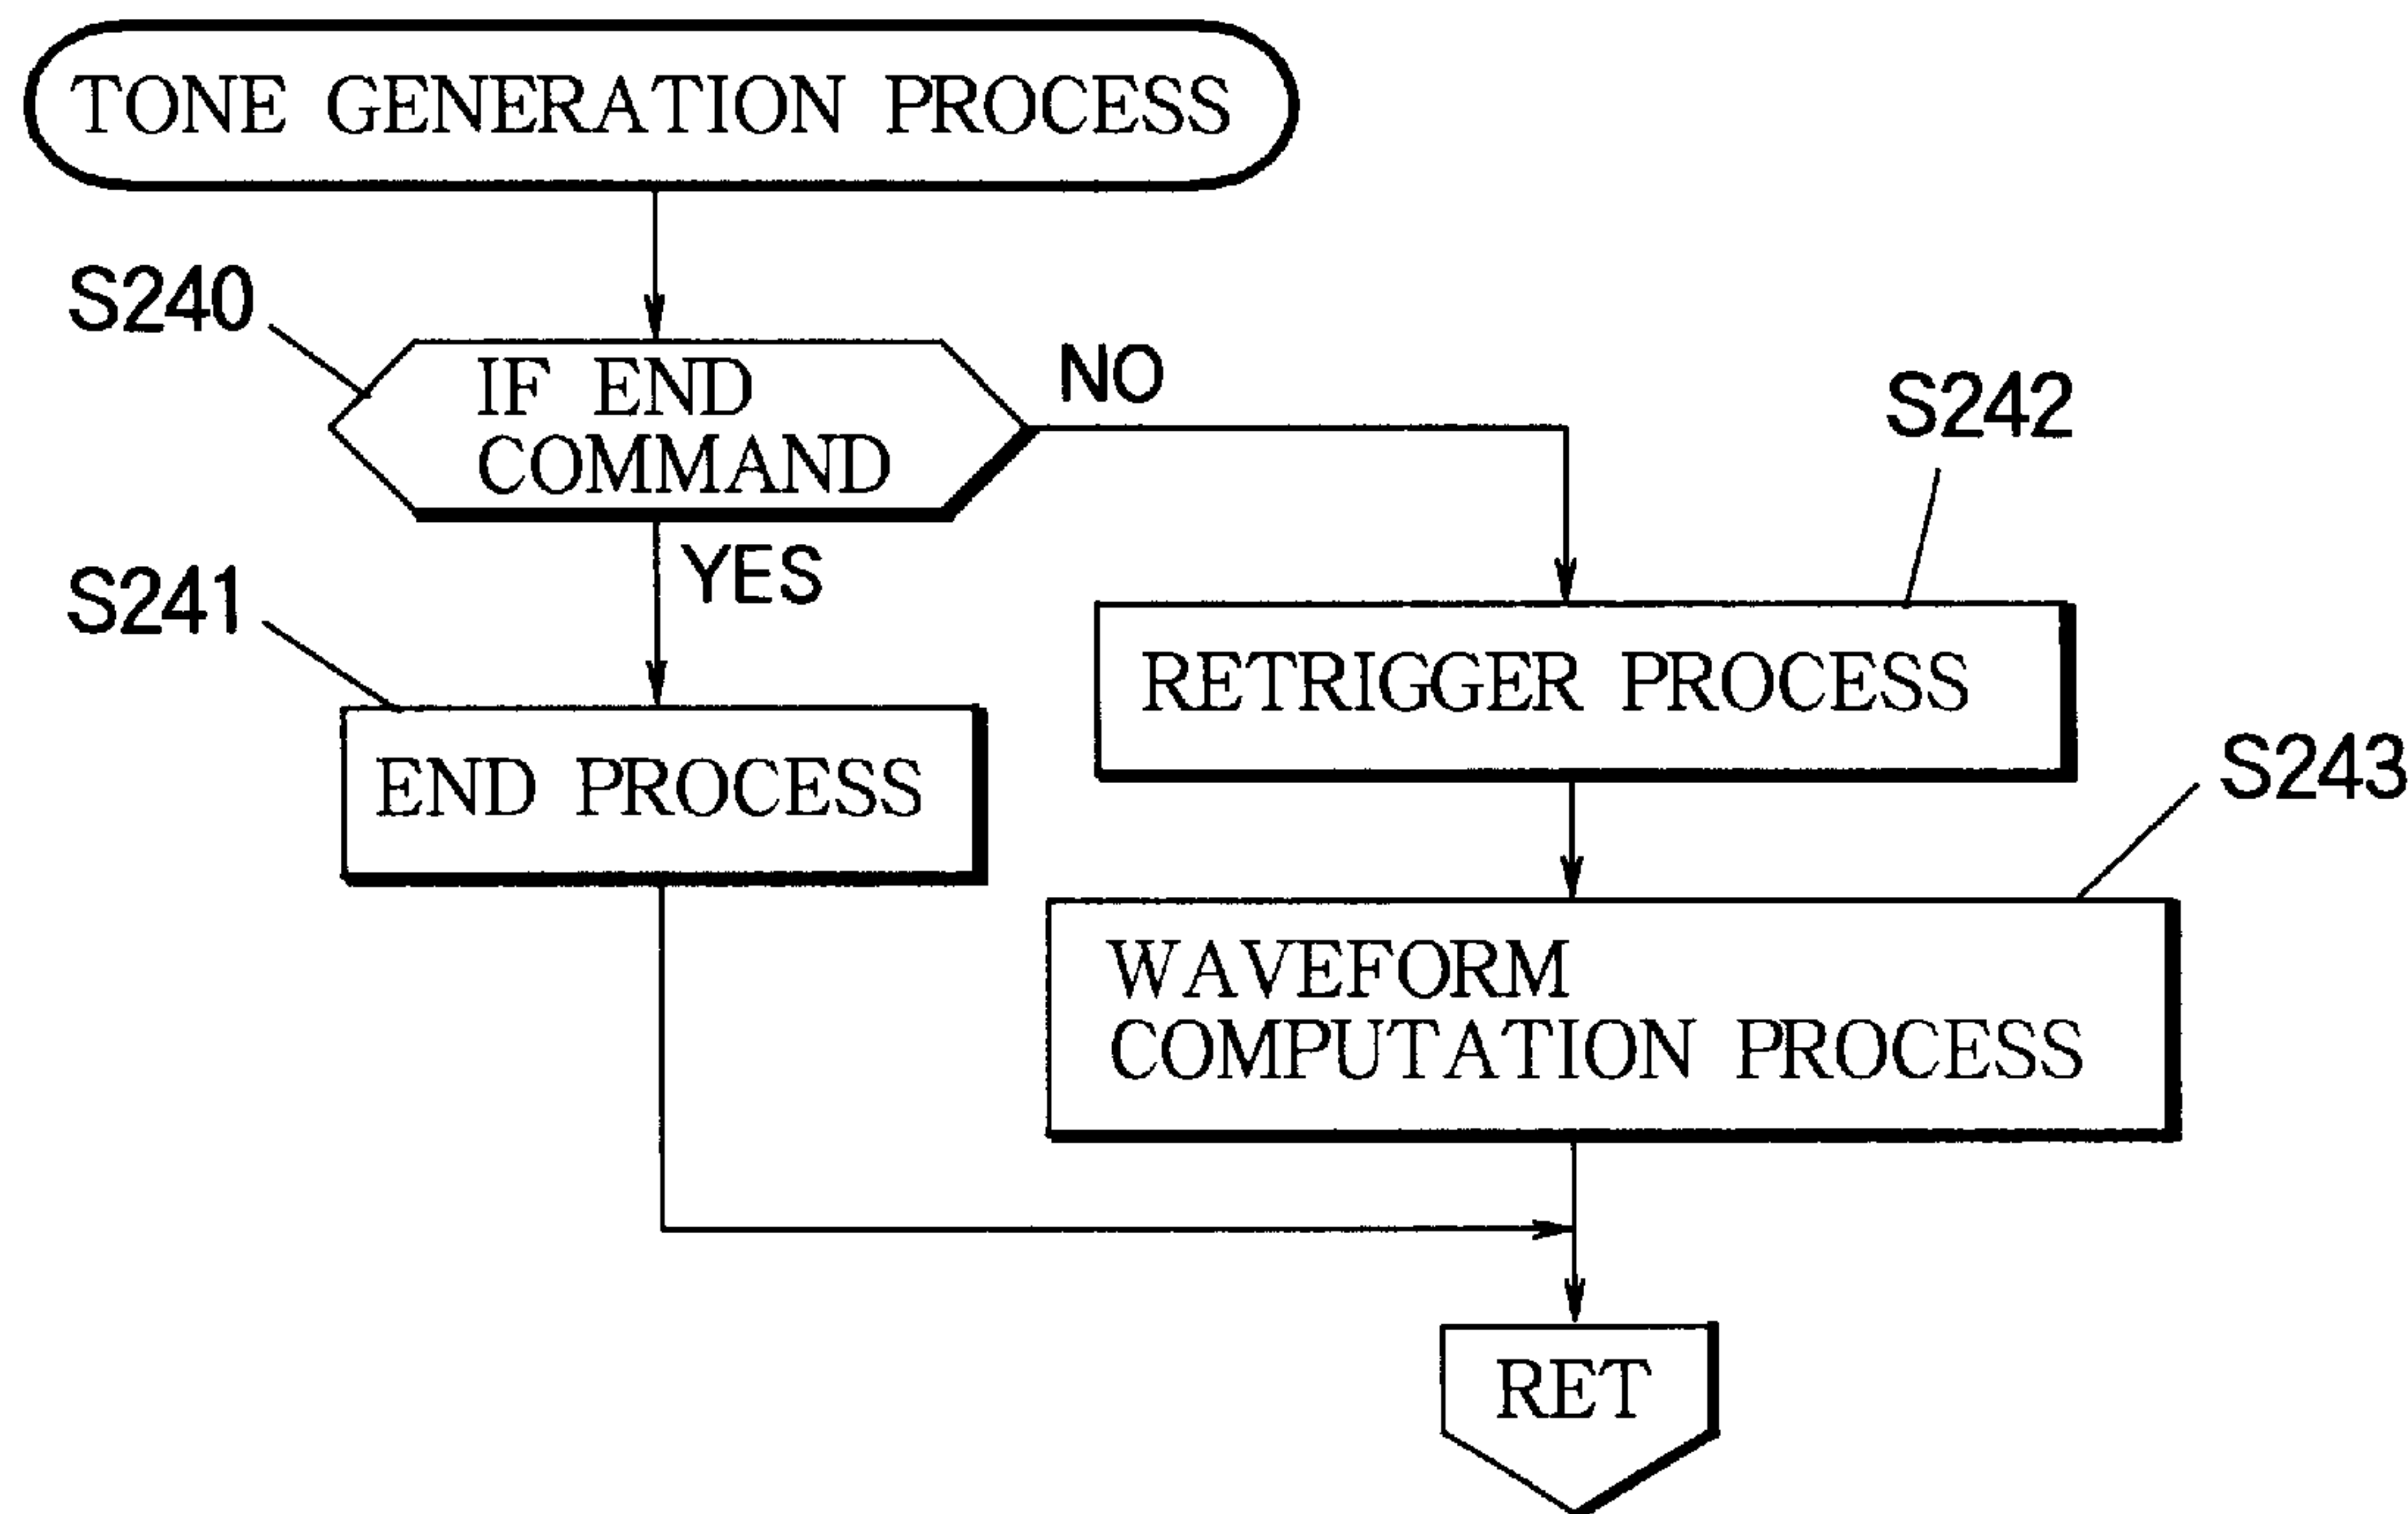 TONE GENERATION PROCESS
S240
IF END
COMMAND
NO
YES
S242
S241
RETRIGGER PROCESS
END PROCESS
S243
WAVEFORM
COMPUTATION PROCESS
RET